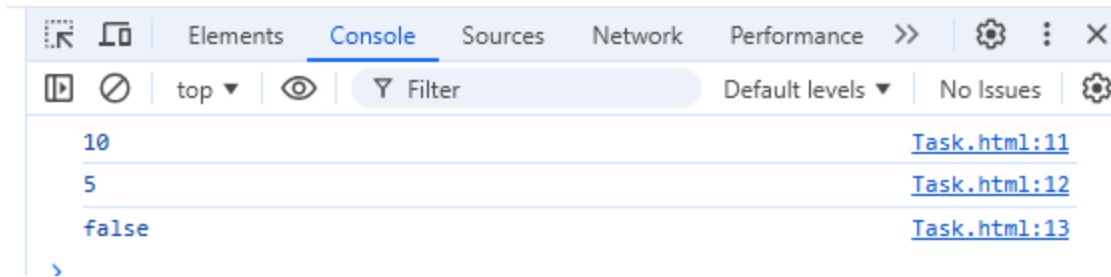 Elements Console Sources Network Performance
top Filter Default levels No Issues
10 Task.html:11
5 Task.html:12
false Task.html:13